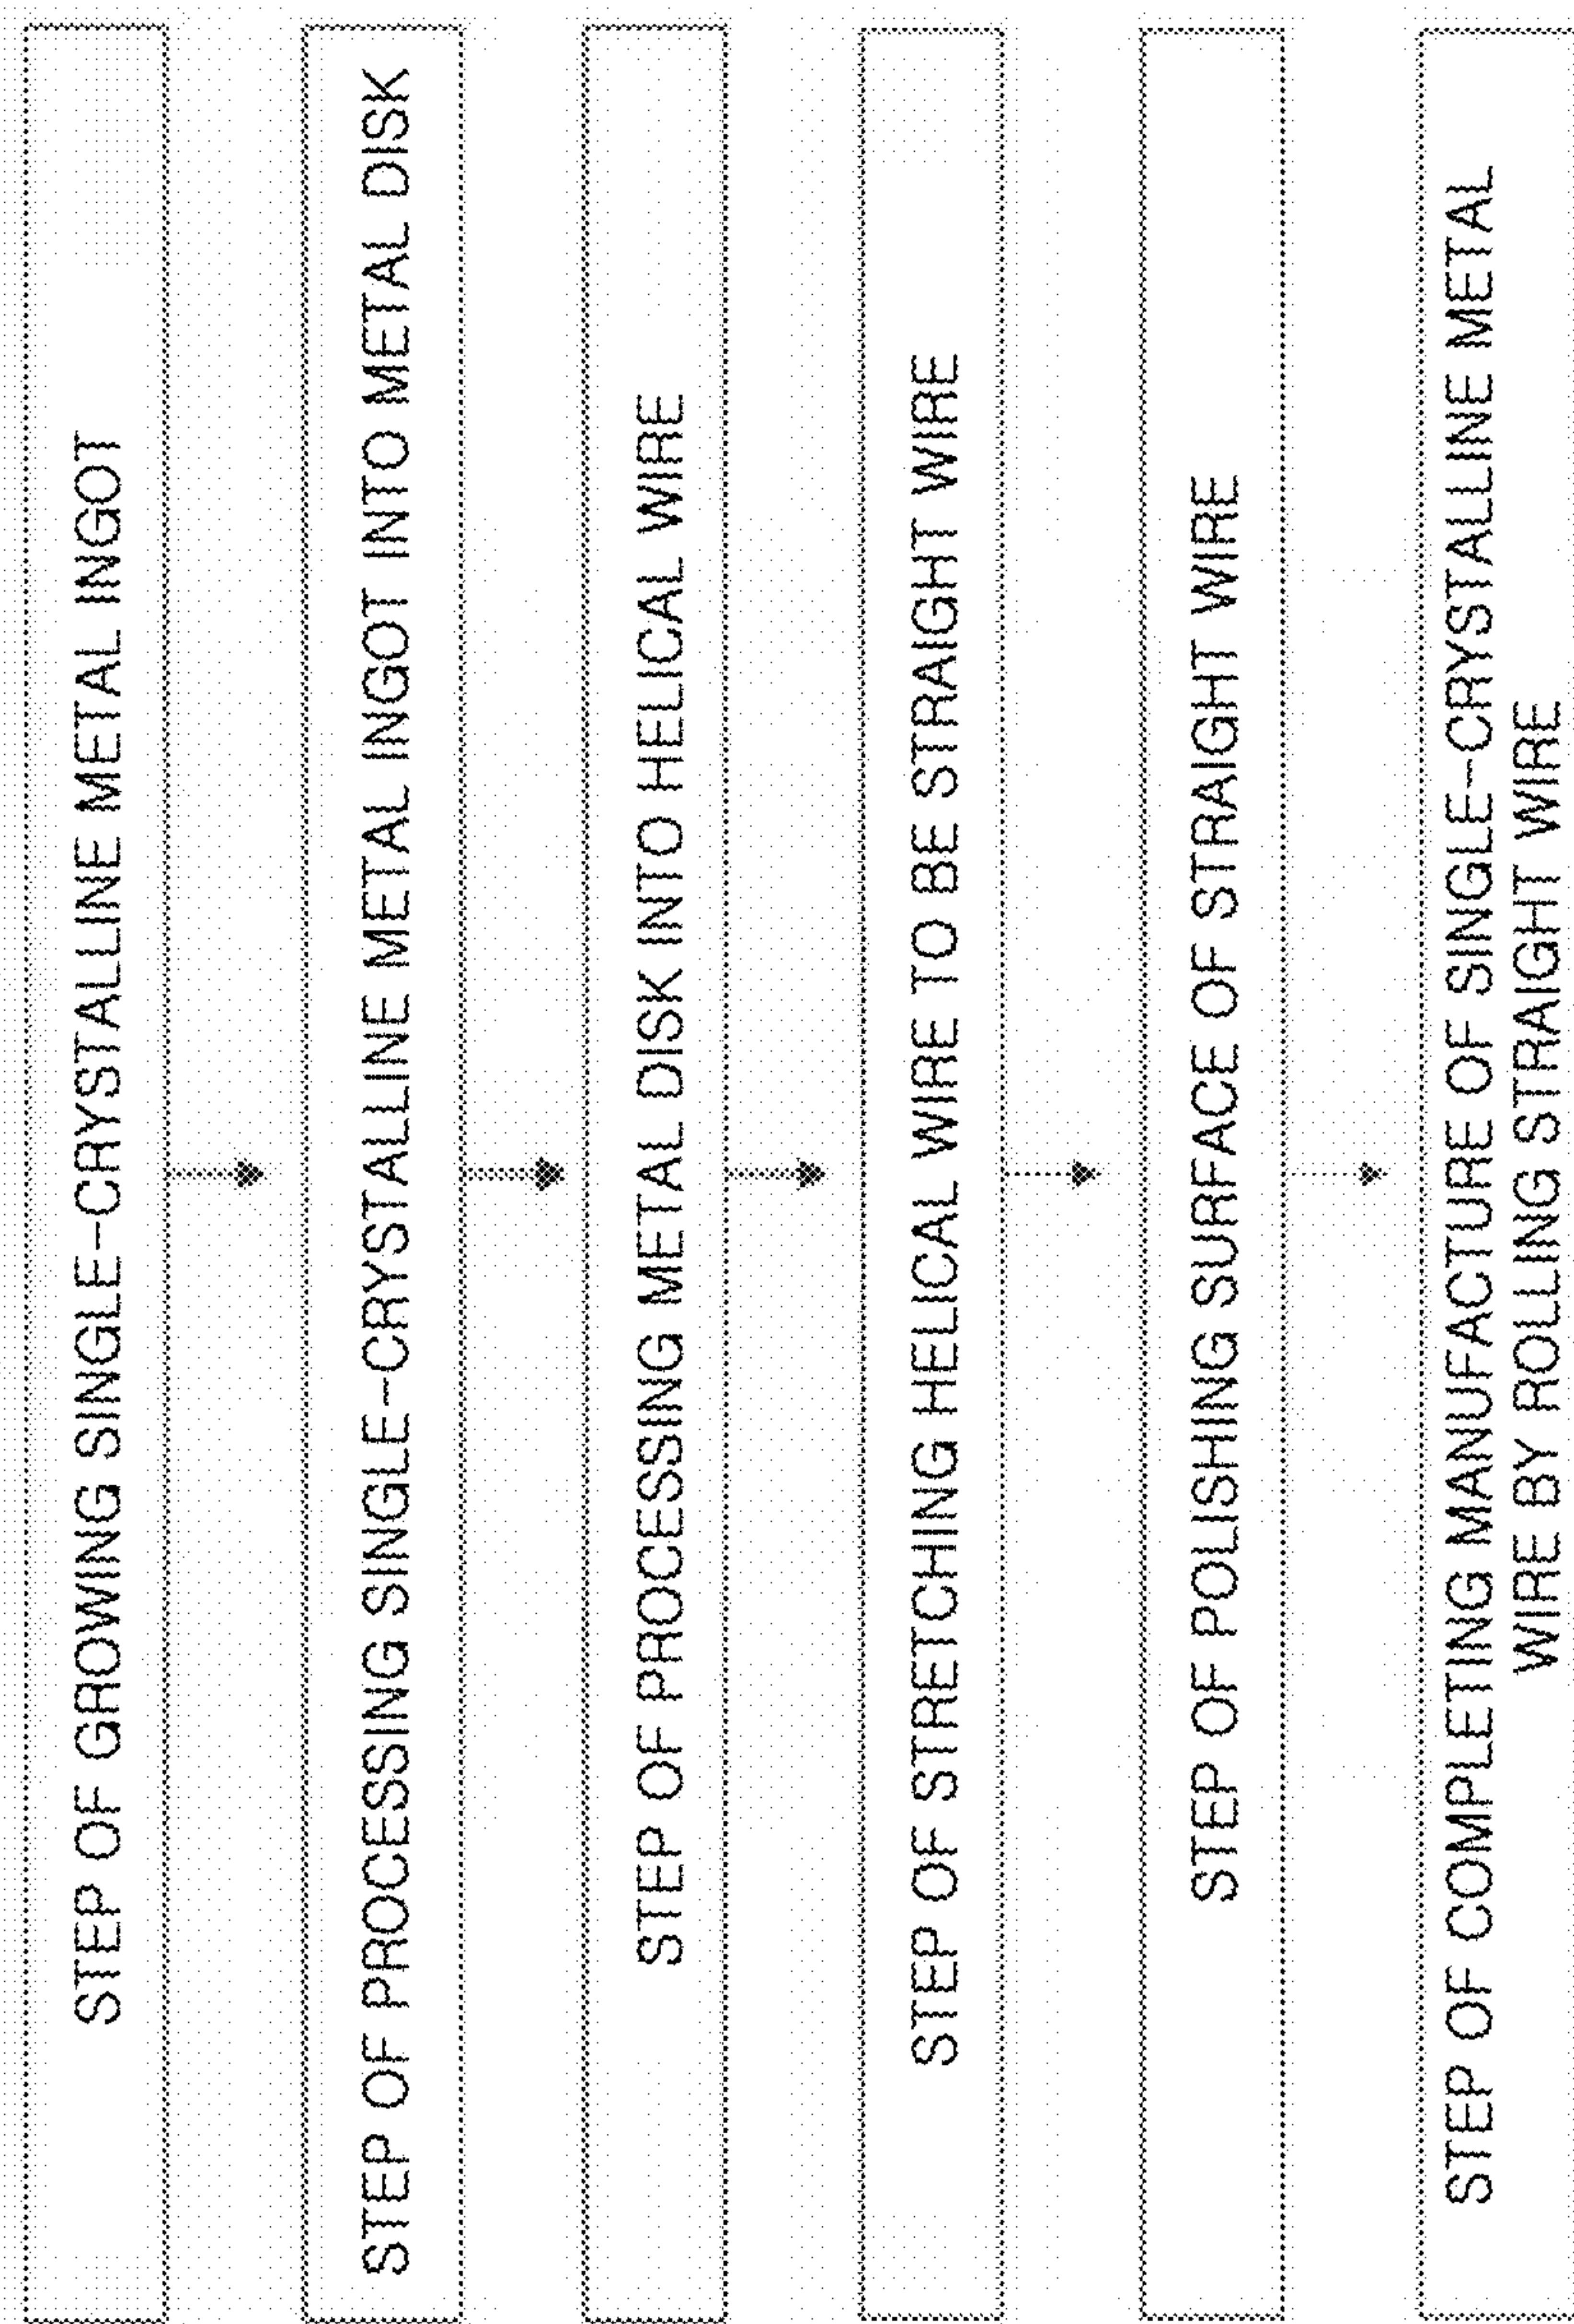 STEP OF GROWING SINGLE-CRYSTALLINE METAL INGOT
STEP OF PROCESSING SINGLE-CRYSTALLINE METAL INGOT INTO METAL DISK
STEP OF PROCESSING METAL DISK INTO HELICAL WIRE
STEP OF STRETCHING HELICAL WIRE TO BE STRAIGHT WIRE
STEP OF POLISHING SURFACE OF STRAIGHT WIRE
STEP OF COMPLETING MANUFACTURE OF SINGLE-CRYSTALLINE METAL
WIRE BY ROLLING STRAIGHT WIRE